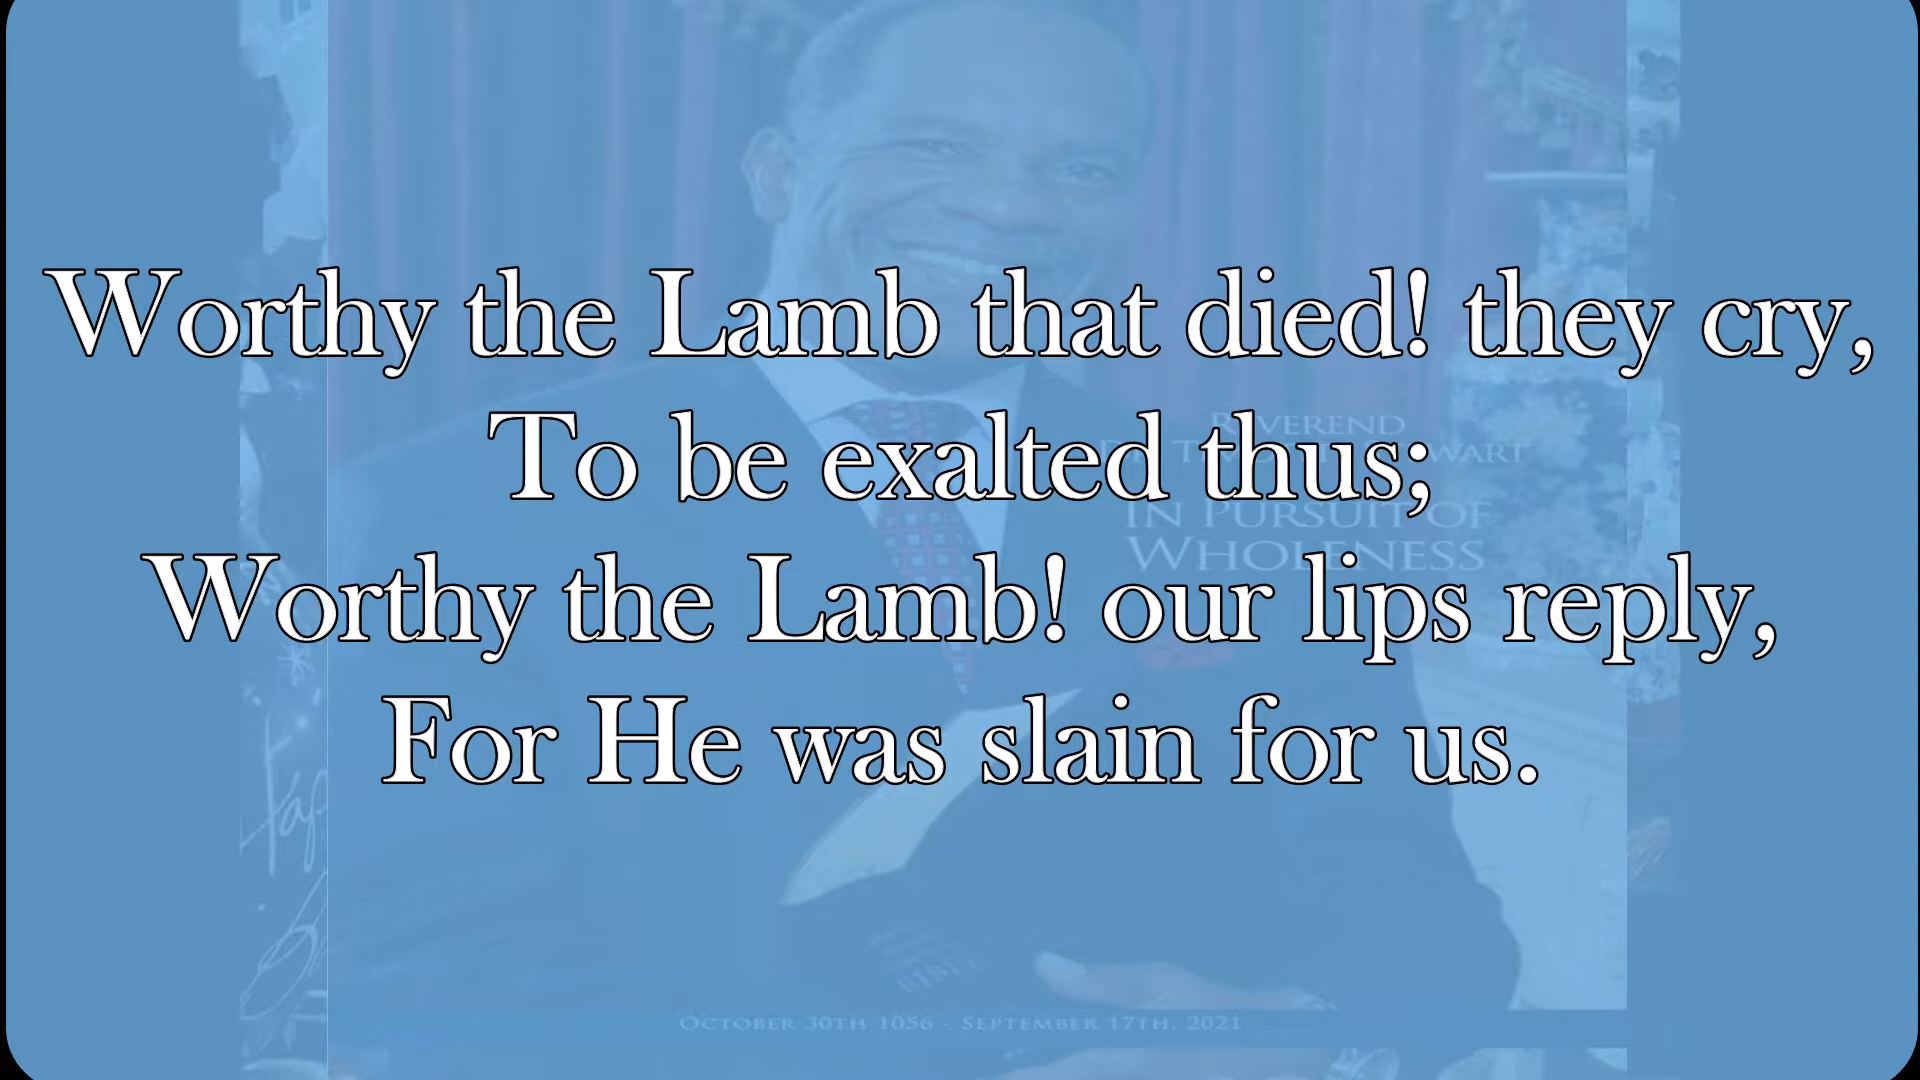 Worthy the Lamb that died! they cry,
To be exalted thus;
Worthy the Lamb! our lips reply,
For He was slain for us.
Reverend
In Pursuit of
Wholeness
October 30th 1056 - September 17th, 2021